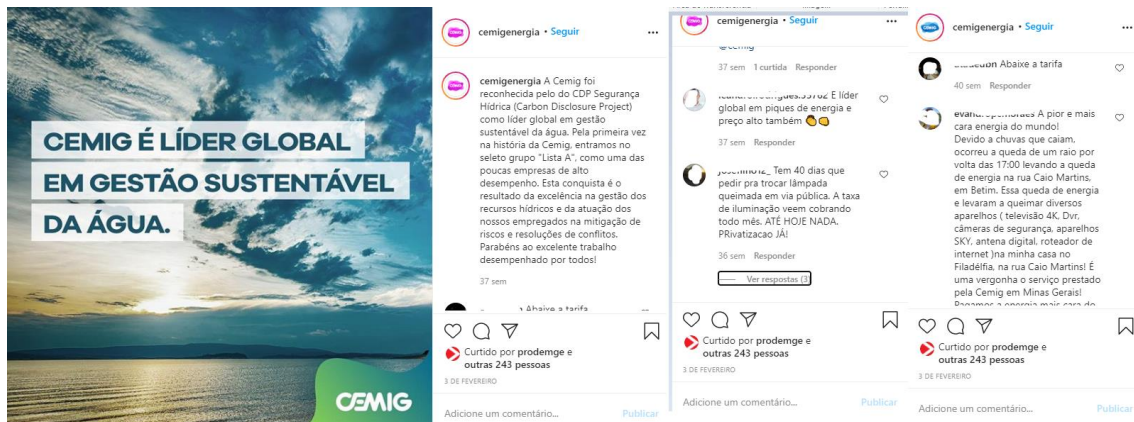 CEMIG É LÍDER GLOBAL
EM GESTÃO SUSTENTÁVEL
DA ÁGUA.
CEMIG
cemigenergia • Seguir
cemigenergia A Cemig foi
reconhecida pelo do CDP Segurança
Hídrica (Carbon Disclosure Project)
como líder global em gestão
sustentável da água. Pela primeira vez
na história da Cemig, entramos no
seleto grupo "Lista A", como uma das
poucas empresas de alto
desempenho. Esta conquista é o
resultado da excelência na gestão dos
recursos hídricos e da atuação dos
nossos empregados na mitigação de
riscos e resoluções de conflitos.
Parabéns ao excelente trabalho
desempenhado por todos!
37 sem
Abaixe a tarifa
Curtido por prodemge e
outras 243 pessoas
3 DE FEVEREIRO
Adicione um comentário... Publicar
cemigenergia • Seguir
@cemig
37 sem 1 curtida Responder
E líder
global em piques de energia e
preço alto também
37 sem Responder
Tem 40 dias que
pedir pra trocar lâmpada
queimada em via pública. A taxa
de iluminação veem cobrando
todo mês. ATÉ HOJE NADA.
PRivatizacao JÁ!
36 sem Responder
Ver respostas (3)
Curtido por prodemge e
outras 243 pessoas
3 DE FEVEREIRO
Adicione um comentário... Publicar
cemigenergia • Seguir
Abaixe a tarifa
40 sem Responder
A pior e mais
cara energia do mundo!
Devido a chuvas que caiam,
ocorreu a queda de um raio por
volta das 17:00 levando a queda
de energia na rua Caio Martins,
em Betim. Essa queda de energia
e levaram a queimar diversos
aparelhos ( televisão 4K, Dvr,
câmeras de segurança, aparelhos
SKY, antena digital, roteador de
internet )na minha casa no
Filadélfia, na rua Caio Martins! É
uma vergonha o serviço prestado
pela Cemig em Minas Gerais!
Pagamos a energia mais cara do
Curtido por prodemge e
outras 243 pessoas
3 DE FEVEREIRO
Adicione um comentário... Publicar